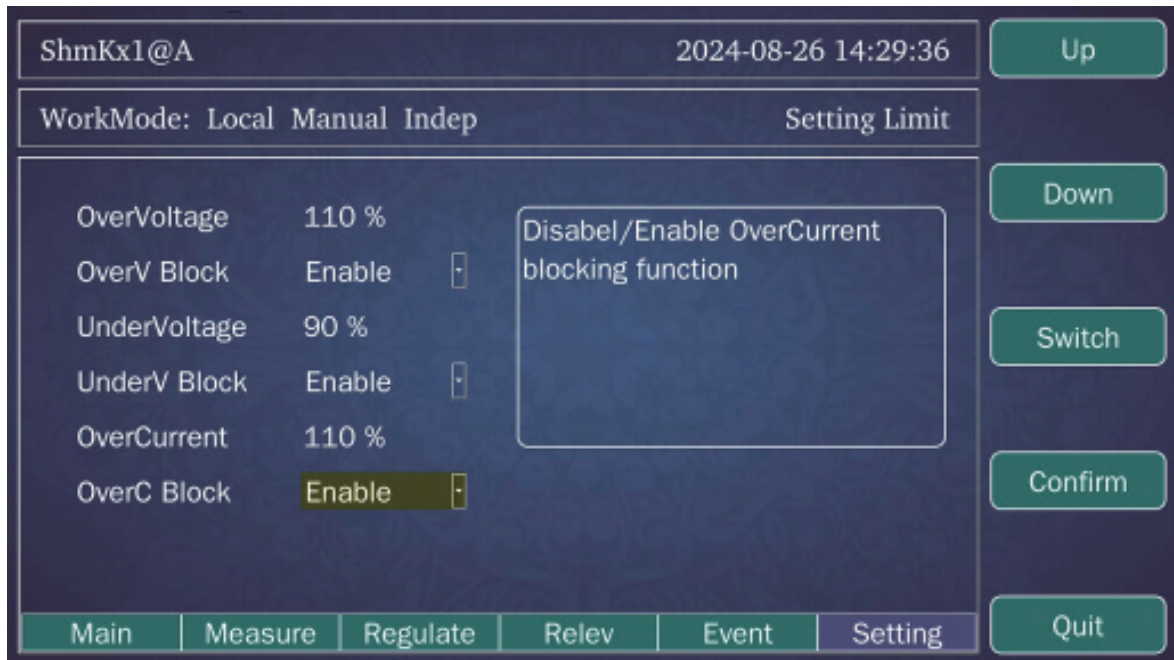 ShmKx1@A 2024-08-26 14:29:36 Up
WorkMode: Local Manual Indep Setting Limit
Down
OverVoltage 110 %
OverV Block Enable
UnderVoltage 90 %
UnderV Block Enable
OverCurrent 110 %
OverC Block Enable
Disabel/Enable OverCurrent
blocking function
Switch
Confirm
Main Measure Regulate Relev Event Setting Quit